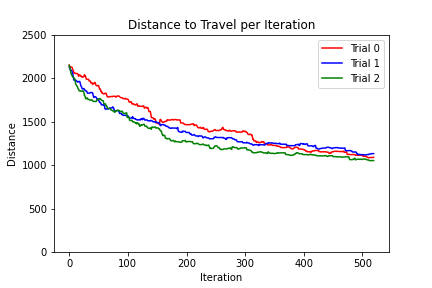 Distance to Travel per Iteration
Trial 0
Trial 1
Trial 2
Distance
2500
2000
1500
1000
500
0
0 100 200 300 400 500
Iteration